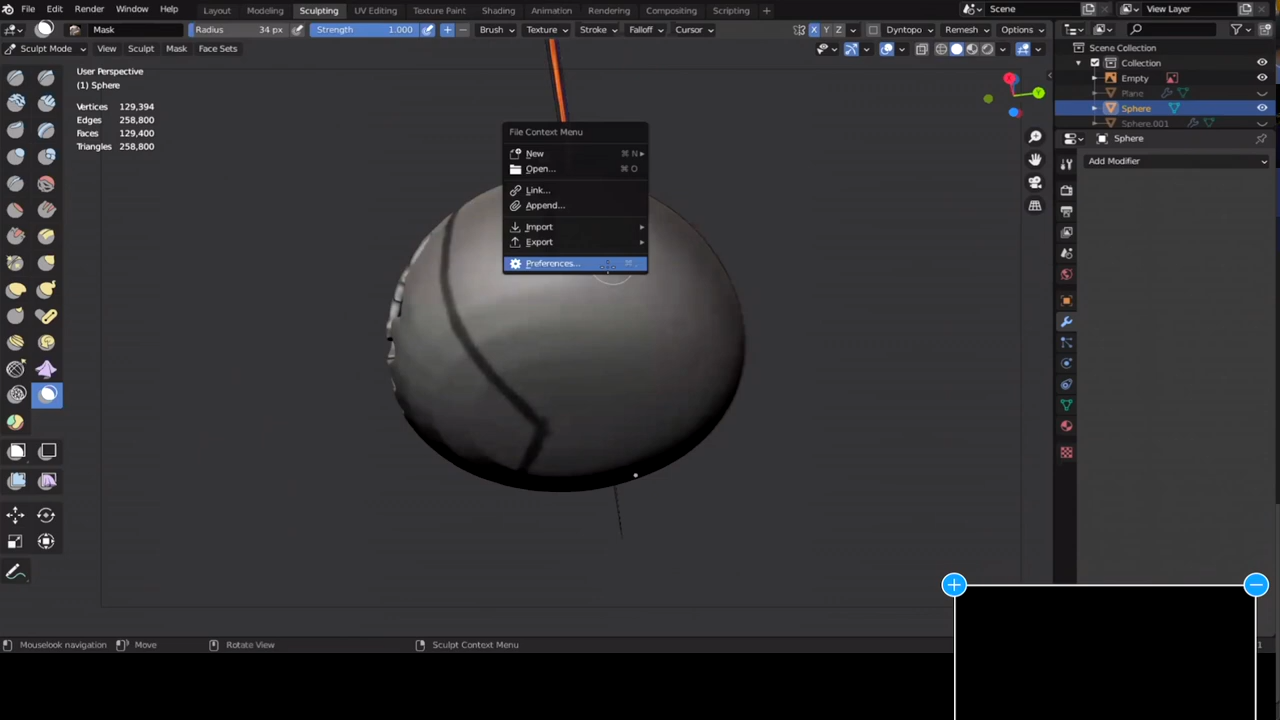 File Edit Render Window Help Layout Modeling Sculpting UV Editing Texture Paint Shading Animation Rendering Compositing Scripting + Scene View Layer
Mask Radius 34 px Strength 1.000 Brush Texture Stroke Falloff Cursor X Y Z Dyntopo Remesh Options
Sculpt Mode View Sculpt Mask Face Sets
Scene Collection
Collection
Empty
Plane
Sphere
Sphere.001
Sphere
Add Modifier
User Perspective
(1) Sphere
Vertices 129,394
Edges 258,800
Faces 129,400
Triangles 258,800
File Context Menu
New ⌘ N
Open... ⌘ O
Link...
Append...
Import
Export
Preferences...
Mouselook navigation Move Rotate View Sculpt Context Menu